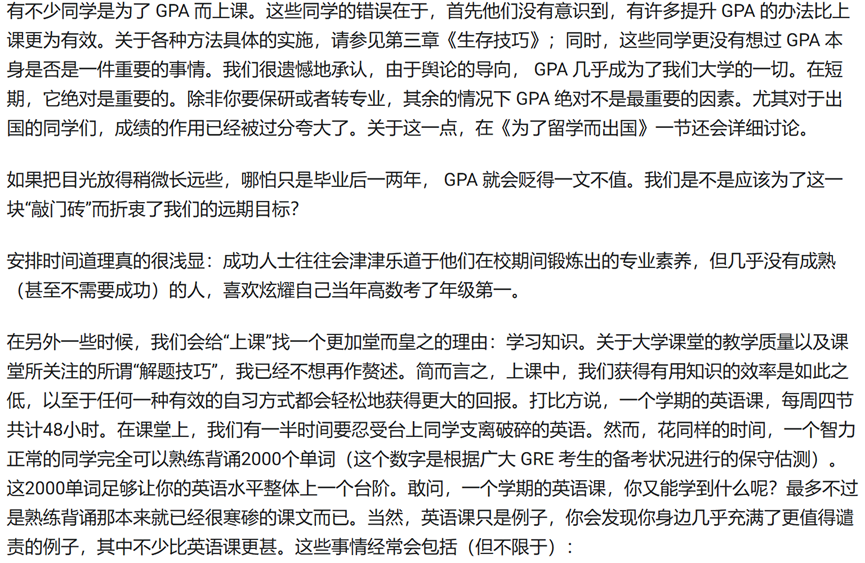 有不少同学是为了 GPA 而上课。这些同学的错误在于，首先他们没有意识到，有许多提升 GPA 的办法比上
课更为有效。关于各种方法具体的实施，请参见第三章《生存技巧》；同时，这些同学更没有想过 GPA 本
身是否是一件重要的事情。我们很遗憾地承认，由于舆论的导向， GPA 几乎成为了我们大学的一切。在短
期，它绝对是重要的。除非你要保研或者转专业，其余的情况下 GPA 绝对不是最重要的因素。尤其对于出
国的同学们，成绩的作用已经被过分夸大了。关于这一点，在《为了留学而出国》一节还会详细讨论。
如果把目光放得稍微长远些，哪怕只是毕业后一两年， GPA 就会贬得一文不值。我们是不是应该为了这一
块“敲门砖”而折衷了我们的远期目标？
安排时间道理真的很浅显：成功人士往往会津津乐道于他们在校期间锻炼出的专业素养，但几乎没有成熟
（甚至不需要成功）的人，喜欢炫耀自己当年高数考了年级第一。
在另外一些时候，我们会给“上课”找一个更加堂而皇之的理由：学习知识。关于大学课堂的教学质量以及课
堂所关注的所谓“解题技巧”，我已经不想再作赘述。简而言之，上课中，我们获得有用知识的效率是如此之
低，以至于任何一种有效的自习方式都会轻松地获得更大的回报。打比方说，一个学期的英语课，每周四节
共计48小时。在课堂上，我们有一半时间要忍受台上同学支离破碎的英语。然而，花同样的时间，一个智力
正常的同学完全可以熟练背诵2000个单词（这个数字是根据广大 GRE 考生的备考状况进行的保守估测）。
这2000单词足够让你的英语水平整体上一个台阶。敢问，一个学期的英语课，你又能学到什么呢？最多不过
是熟练背诵那本来就已经很寒碜的课文而已。当然，英语课只是例子，你会发现你身边几乎充满了更值得谴
责的例子，其中不少比英语课更甚。这些事情经常会包括（但不限于）：